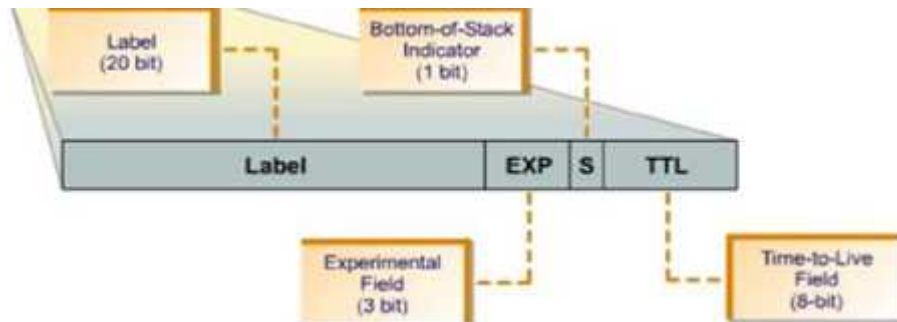 Label
(20 bit)
Bottom-of-Stack
Indicator
(1 bit)
Label EXP S TTL
Experimental
Field
(3 bit)
Time-to-Live
Field
(8-bit)